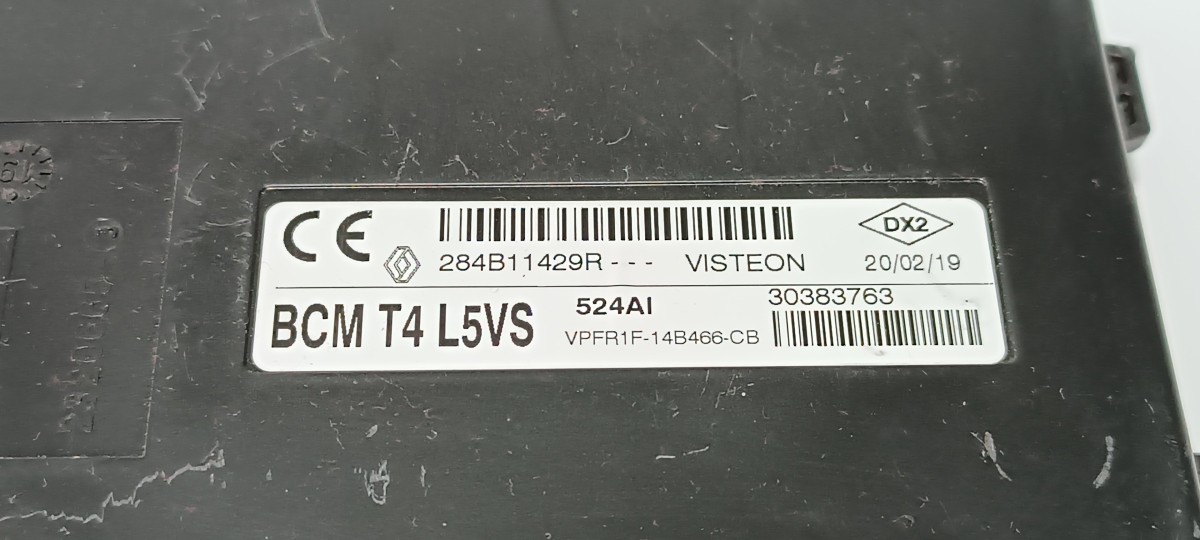 CE
284B11429R--- VISTEON
DX2
20/02/19
BCM T4 L5VS
524AI
VPFR1F-14B466-CB
30383763